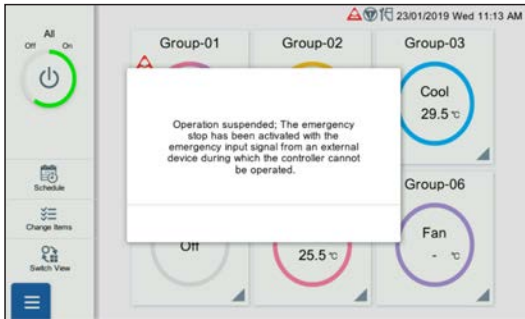 23/01/2019 Wed 11:13 AM
All
Off On
Schedule
Change Items
Switch View
Group-01
Group-02
Group-03
Cool
29.5 ℃
Operation suspended; The emergency
stop has been activated with the
emergency input signal from an external
device during which the controller cannot
be operated.
Off
25.5 ℃
Group-06
Fan
- ℃